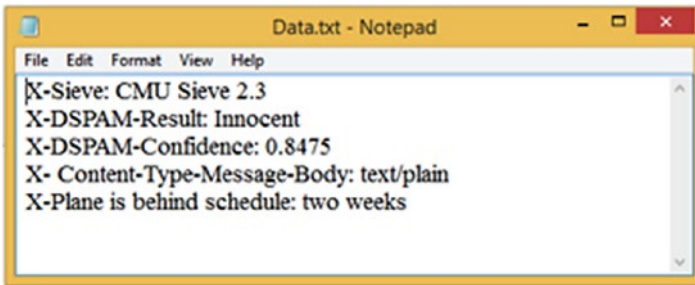 Data.txt - Notepad
File Edit Format View Help
X-Sieve: CMU Sieve 2.3
X-DSPAM-Result: Innocent
X-DSPAM-Confidence: 0.8475
X- Content-Type-Message-Body: text/plain
X-Plane is behind schedule: two weeks